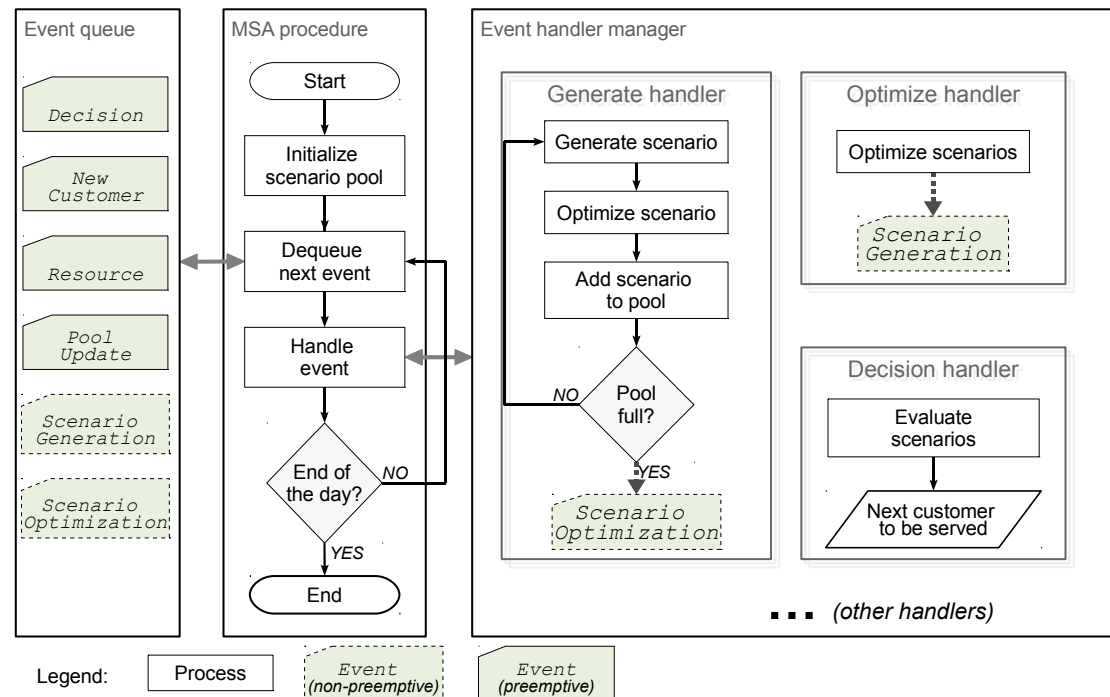 Event queue
Decision
New
Customer
Resource
Pool
Update
Scenario
Generation
Scenario
Optimization
MSA procedure
Start
Initialize
scenario pool
Dequeue
next event
Handle
event
End of
the day?
NO
YES
End
Event handler manager
Generate handler
Generate scenario
Optimize scenario
Add scenario
to pool
Pool
full?
NO
YES
Scenario
Optimization
Optimize handler
Optimize scenarios
Scenario
Generation
Decision handler
Evaluate
scenarios
Next customer
to be served
... (other handlers)
Legend:
Process
Event
(non-preemptive)
Event
(preemptive)